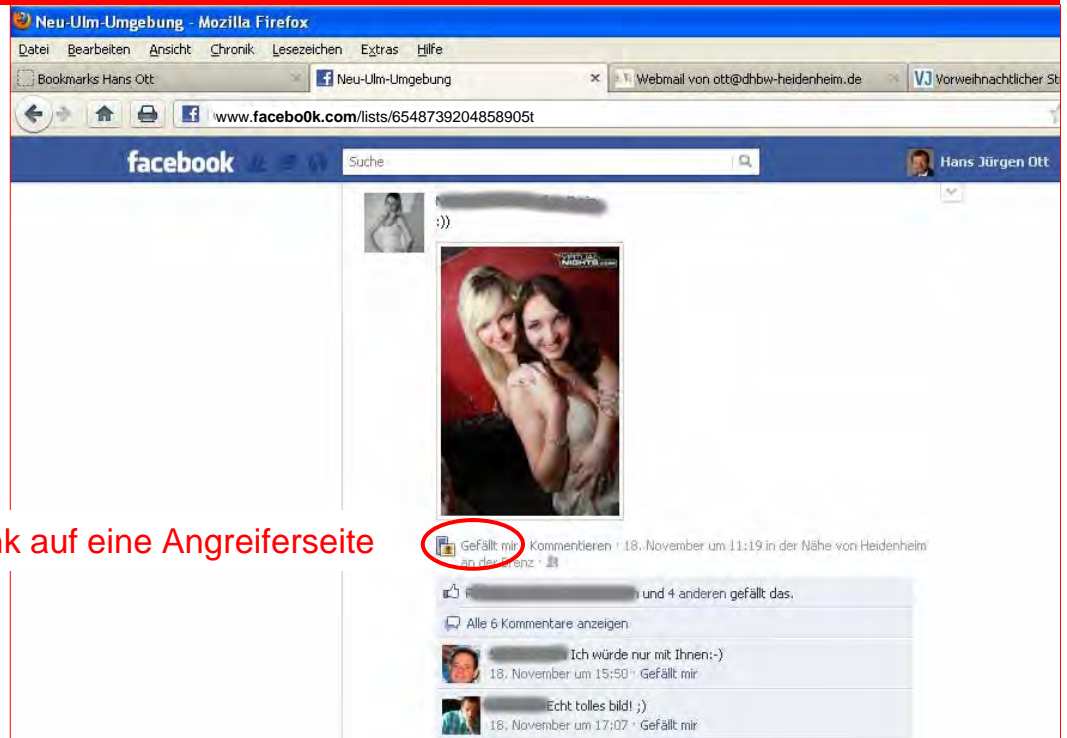 Neu-Ulm-Umgebung - Mozilla Firefox
Datei Bearbeiten Ansicht Chronik Lesezeichen Extras Hilfe
Bookmarks Hans Ott
Neu-Ulm-Umgebung
Webmail von ott@dhbw-heidenheim.de
VJ Vorweihnachtlicher St
www.facebo0k.com/lists/6548739204858905t
facebook
Suche
Hans Jürgen Ott
:))
VIRTUAL
NIGHTS.com
k auf eine Angreiferseite
Gefällt mir · Kommentieren · 18. November um 11:19 in der Nähe von Heidenheim
an der Brenz ·
und 4 anderen gefällt das.
Alle 6 Kommentare anzeigen
Ich würde nur mit Ihnen:-)
18. November um 15:50 · Gefällt mir
Echt tolles bild! ;)
18. November um 17:07 · Gefällt mir